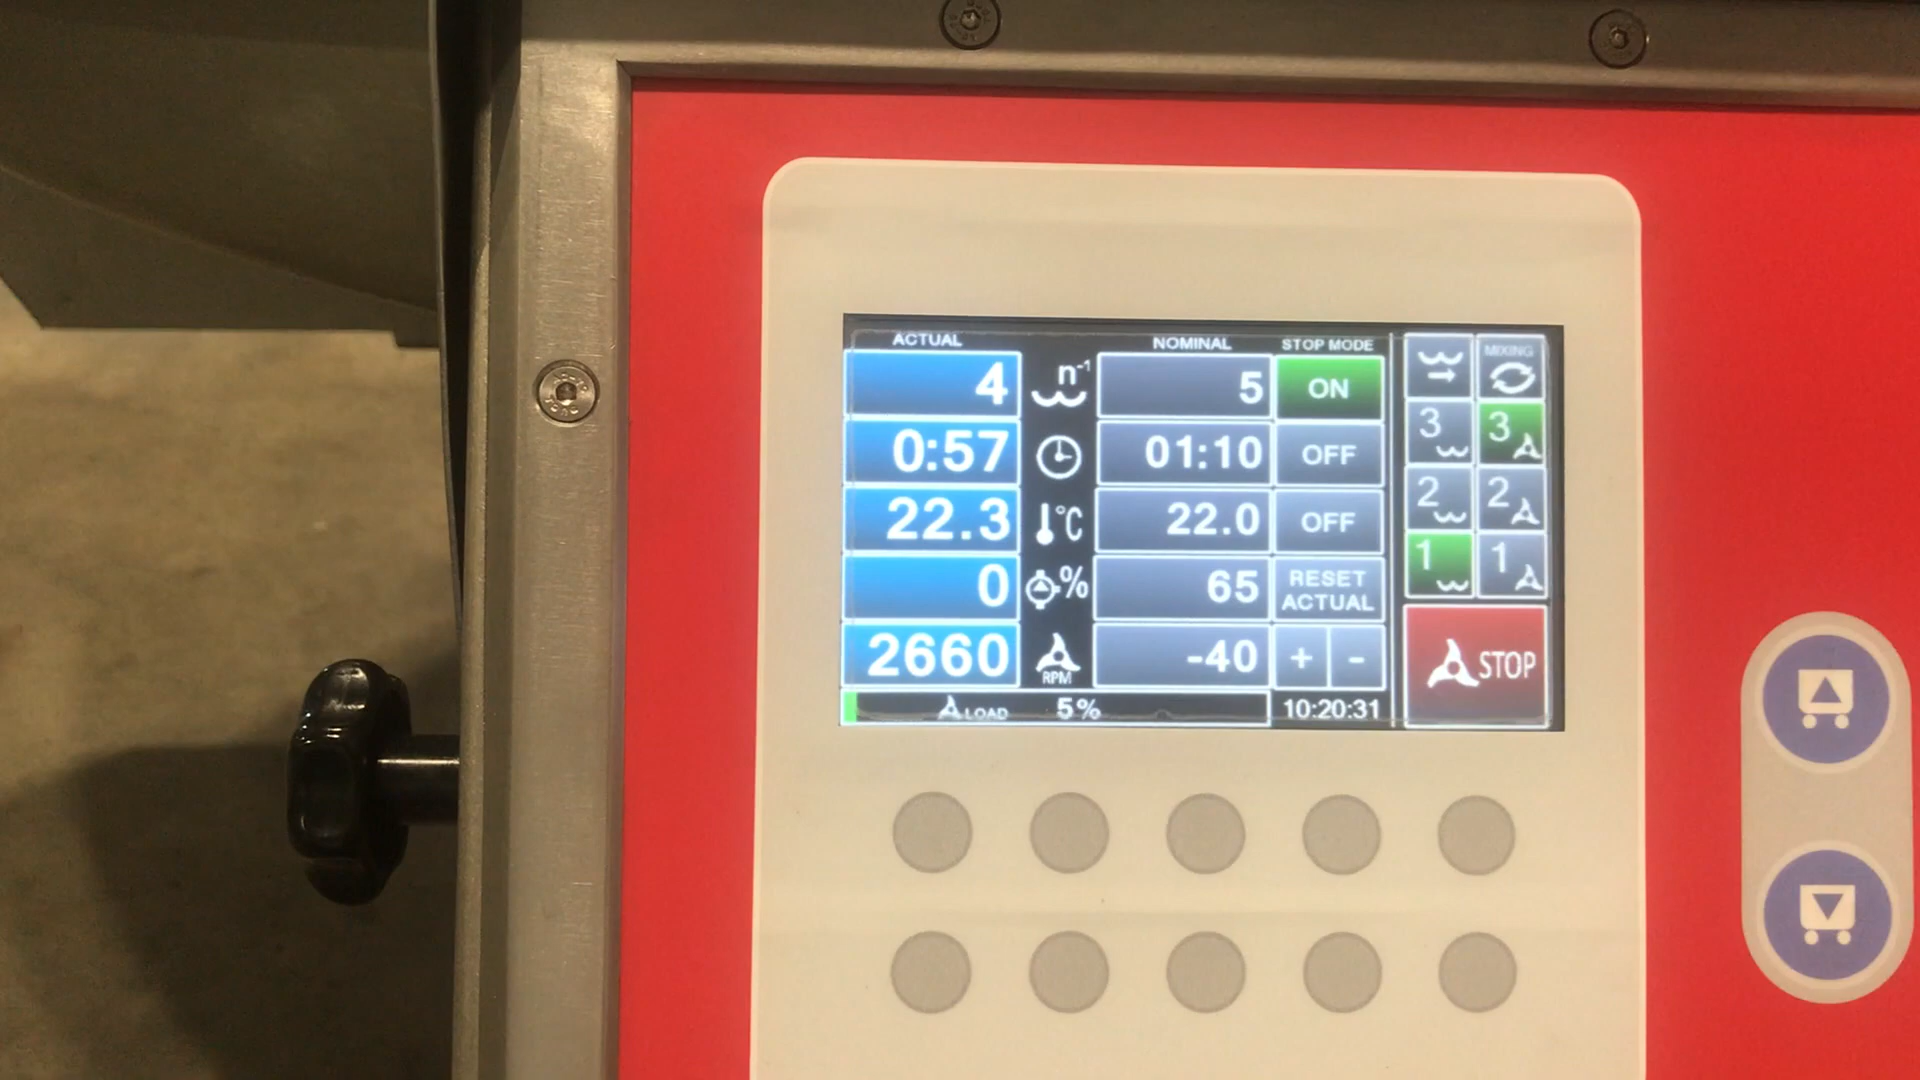 ACTUAL NOMINAL STOP MODE
4 n⁻¹ 5 ON
0:57 01:10 OFF
22.3 °C 22.0 OFF
0 % 65 RESET ACTUAL
2660 RPM -40 + -
LOAD 5% 10:20:31
MIXING
3 3
2 2
1 1
STOP